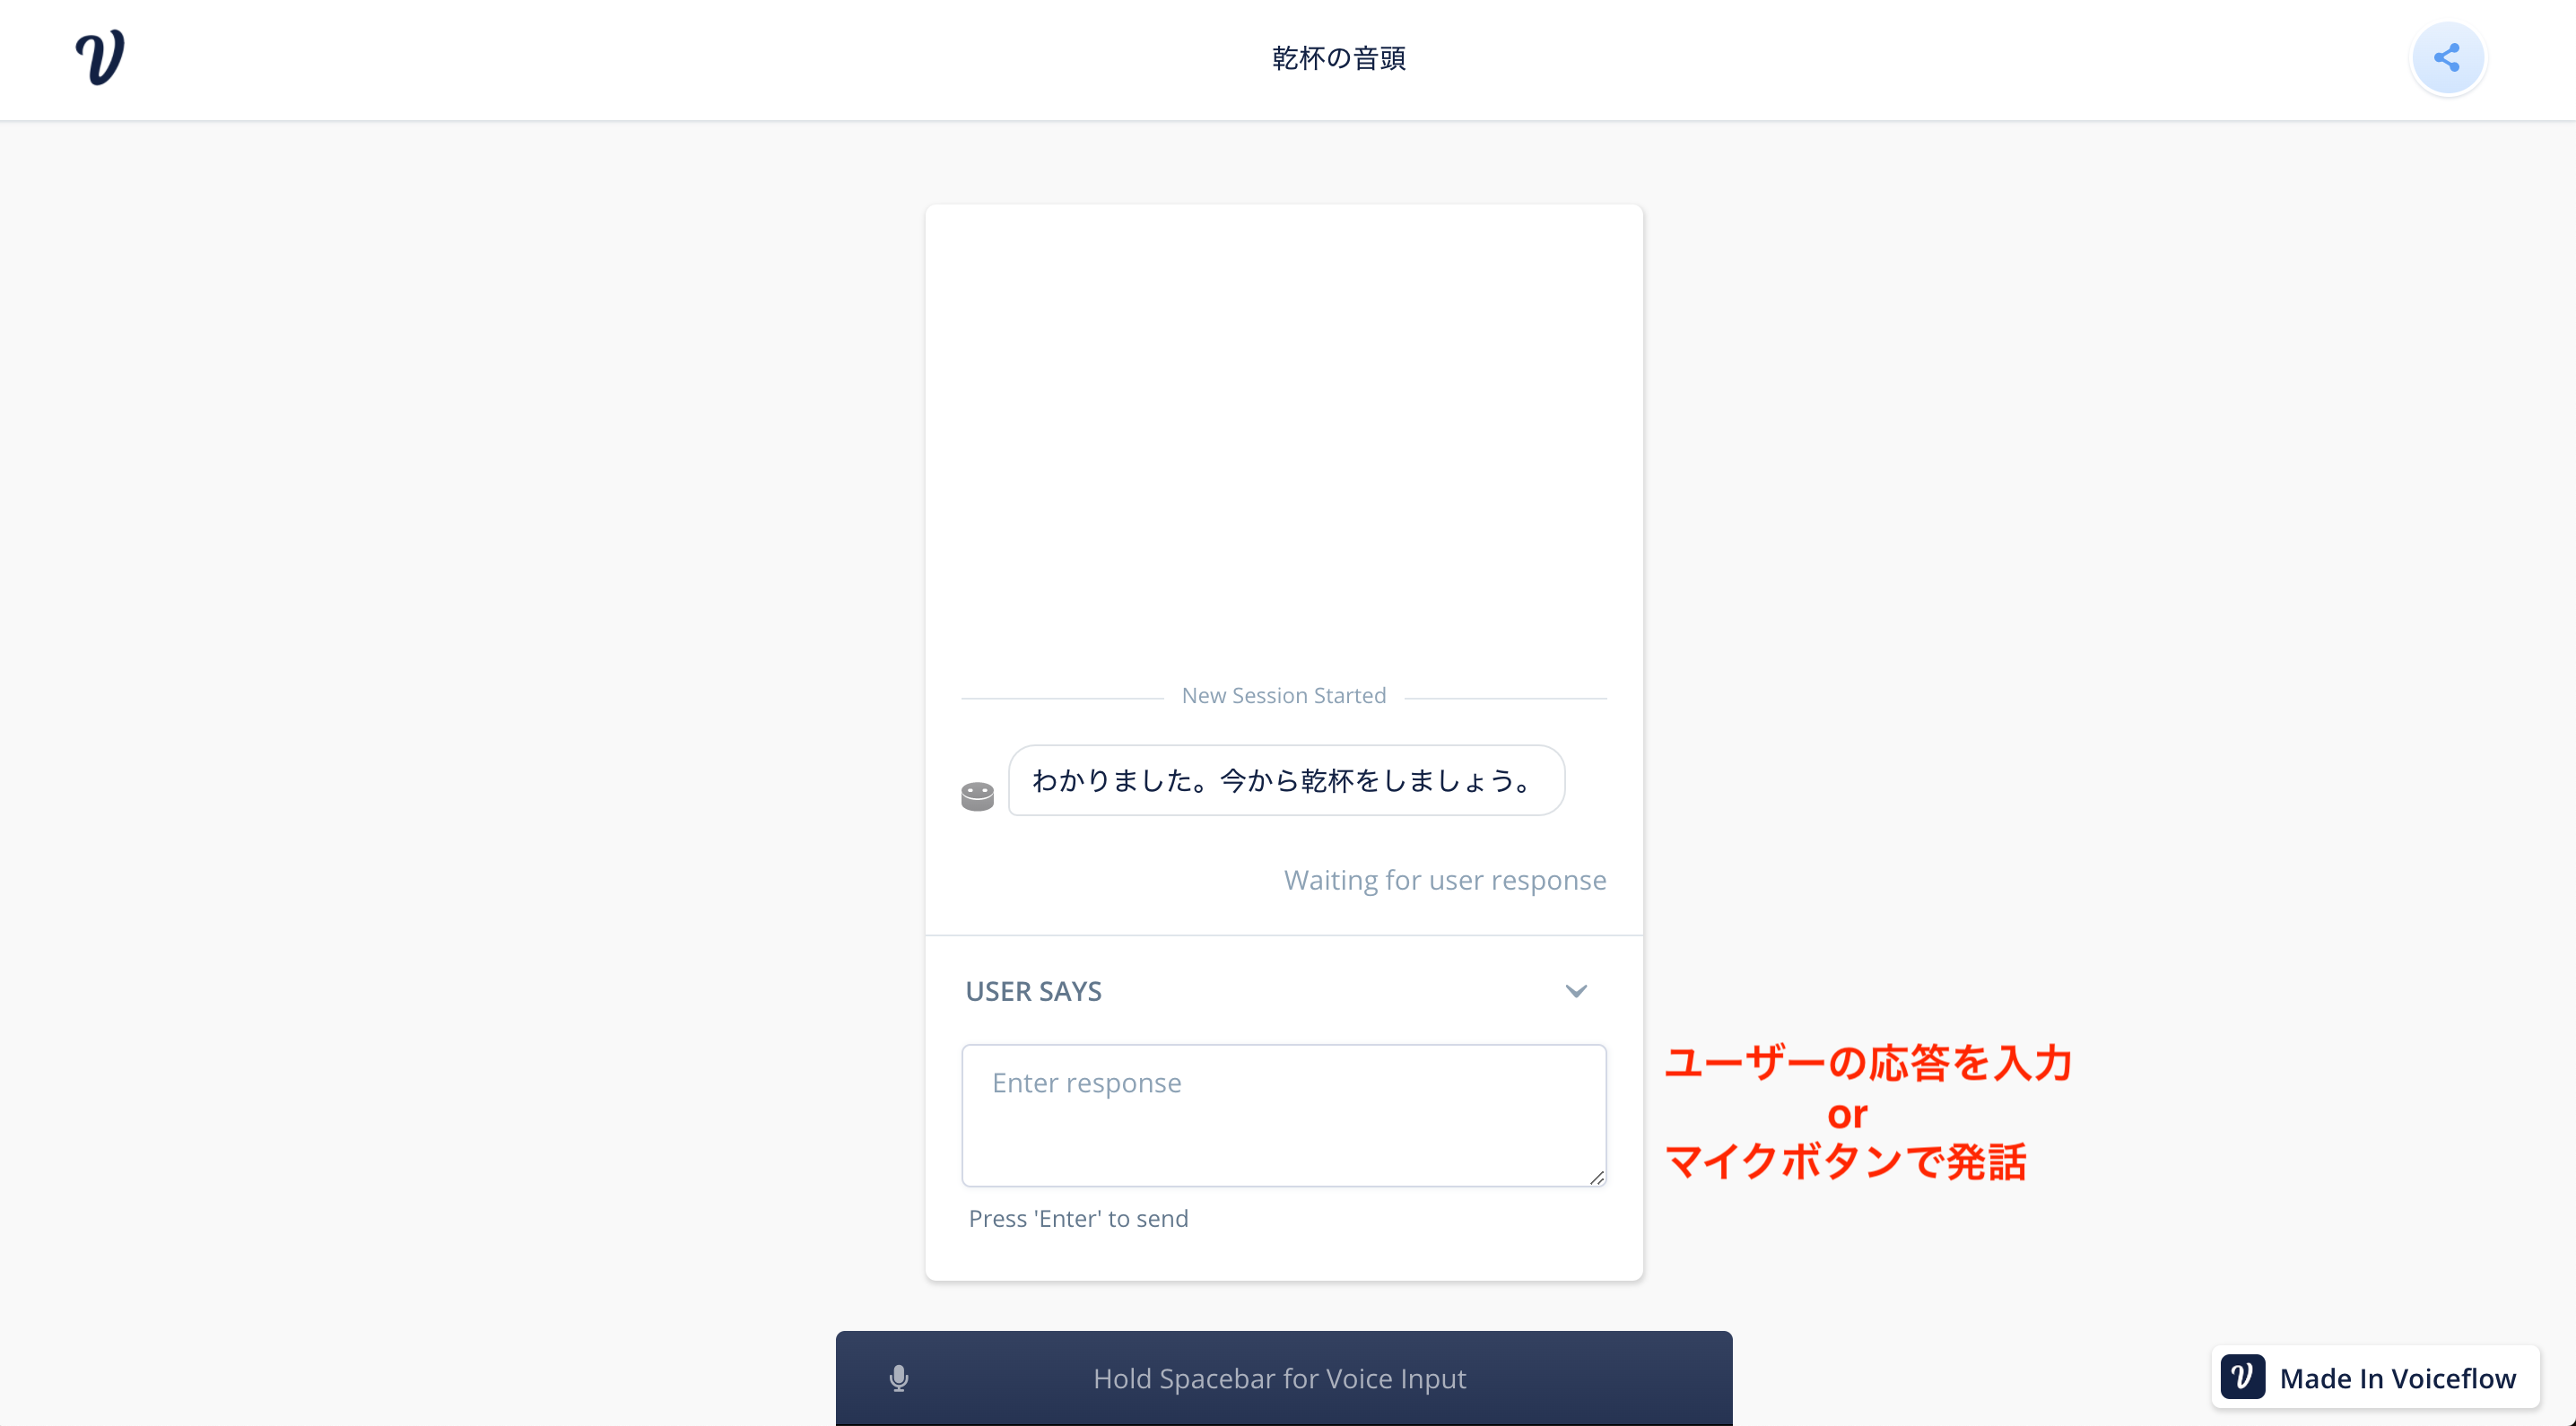 乾杯の音頭
New Session Started
わかりました。今から乾杯をしましょう。
Waiting for user response
USER SAYS
Enter response
Press 'Enter' to send
ユーザーの応答を入力
or
マイクボタンで発話
Hold Spacebar for Voice Input
Made In Voiceflow